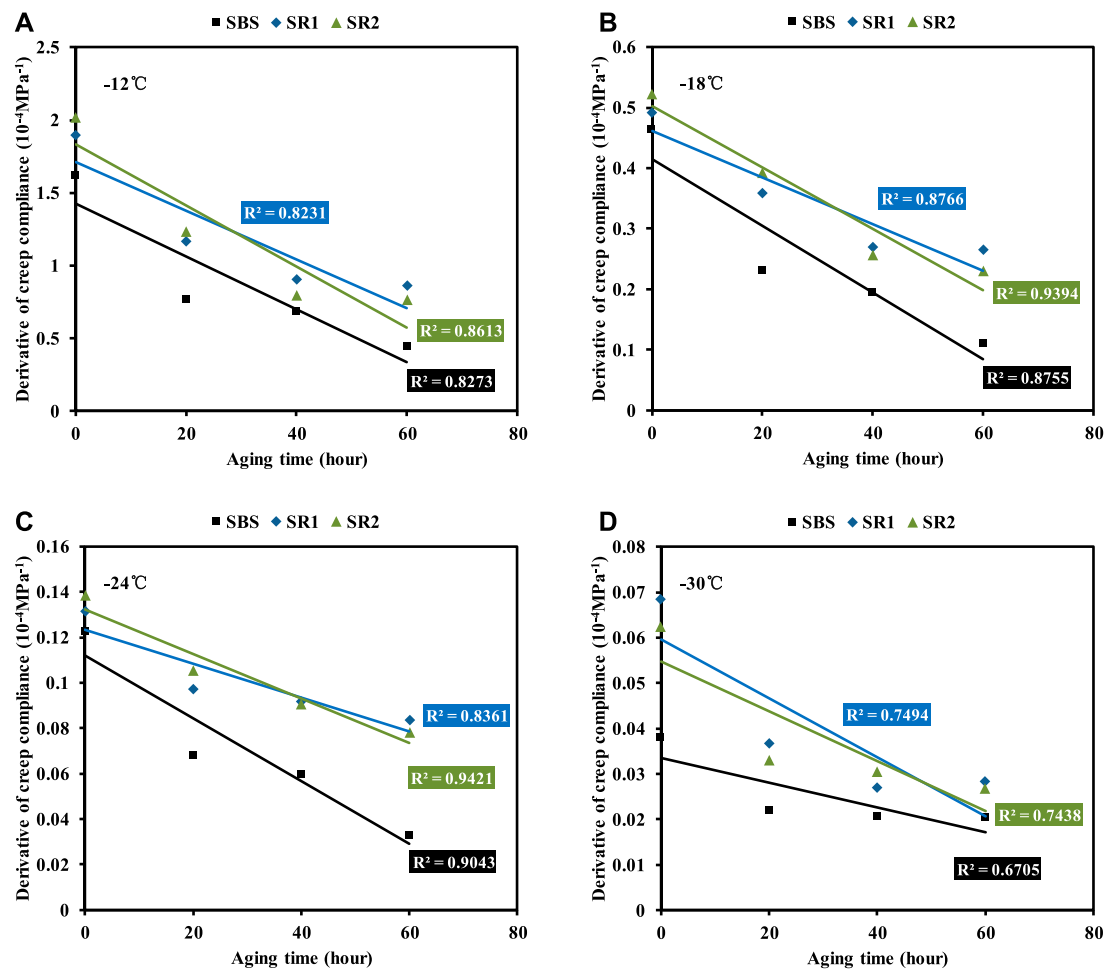 A
SBS SR1 SR2
Derivative of creep compliance (10⁻⁴MPa⁻¹)
2.5
2
1.5
1
0.5
0
-12℃
R² = 0.8231
R² = 0.8613
R² = 0.8273
0 20 40 60 80
Aging time (hour)
B
SBS SR1 SR2
Derivative of creep compliance (10⁻⁴MPa⁻¹)
0.6
0.5
0.4
0.3
0.2
0.1
0
-18℃
R² = 0.8766
R² = 0.9394
R² = 0.8755
0 20 40 60 80
Aging time (hour)
C
SBS SR1 SR2
Derivative of creep compliance (10⁻⁴MPa⁻¹)
0.16
0.14
0.12
0.1
0.08
0.06
0.04
0.02
0
-24℃
R² = 0.8361
R² = 0.9421
R² = 0.9043
0 20 40 60 80
Aging time (hour)
D
SBS SR1 SR2
Derivative of creep compliance (10⁻⁴MPa⁻¹)
0.08
0.07
0.06
0.05
0.04
0.03
0.02
0.01
0
-30℃
R² = 0.7494
R² = 0.7438
R² = 0.6705
0 20 40 60 80
Aging time (hour)